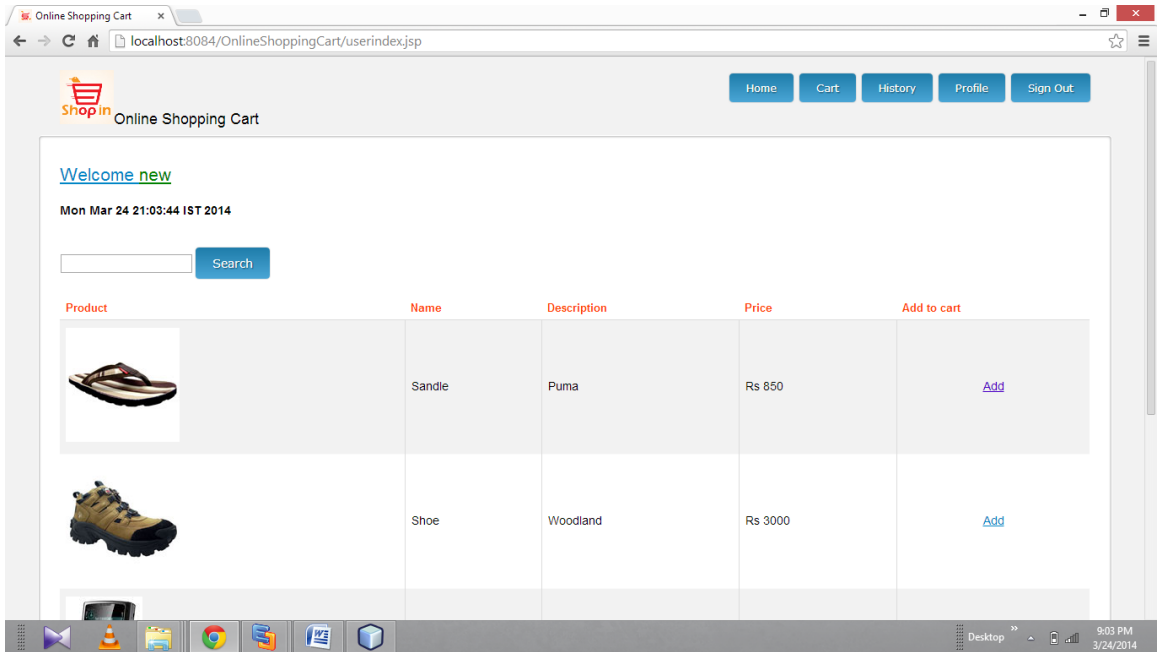 Online Shopping Cart
localhost:8084/OnlineShoppingCart/userindex.jsp
Shop in
Online Shopping Cart
Home Cart History Profile Sign Out
Welcome new
Mon Mar 24 21:03:44 IST 2014
Search
Product Name Description Price Add to cart
Sandle Puma Rs 850 Add
Shoe Woodland Rs 3000 Add
Desktop
9:03 PM
3/24/2014